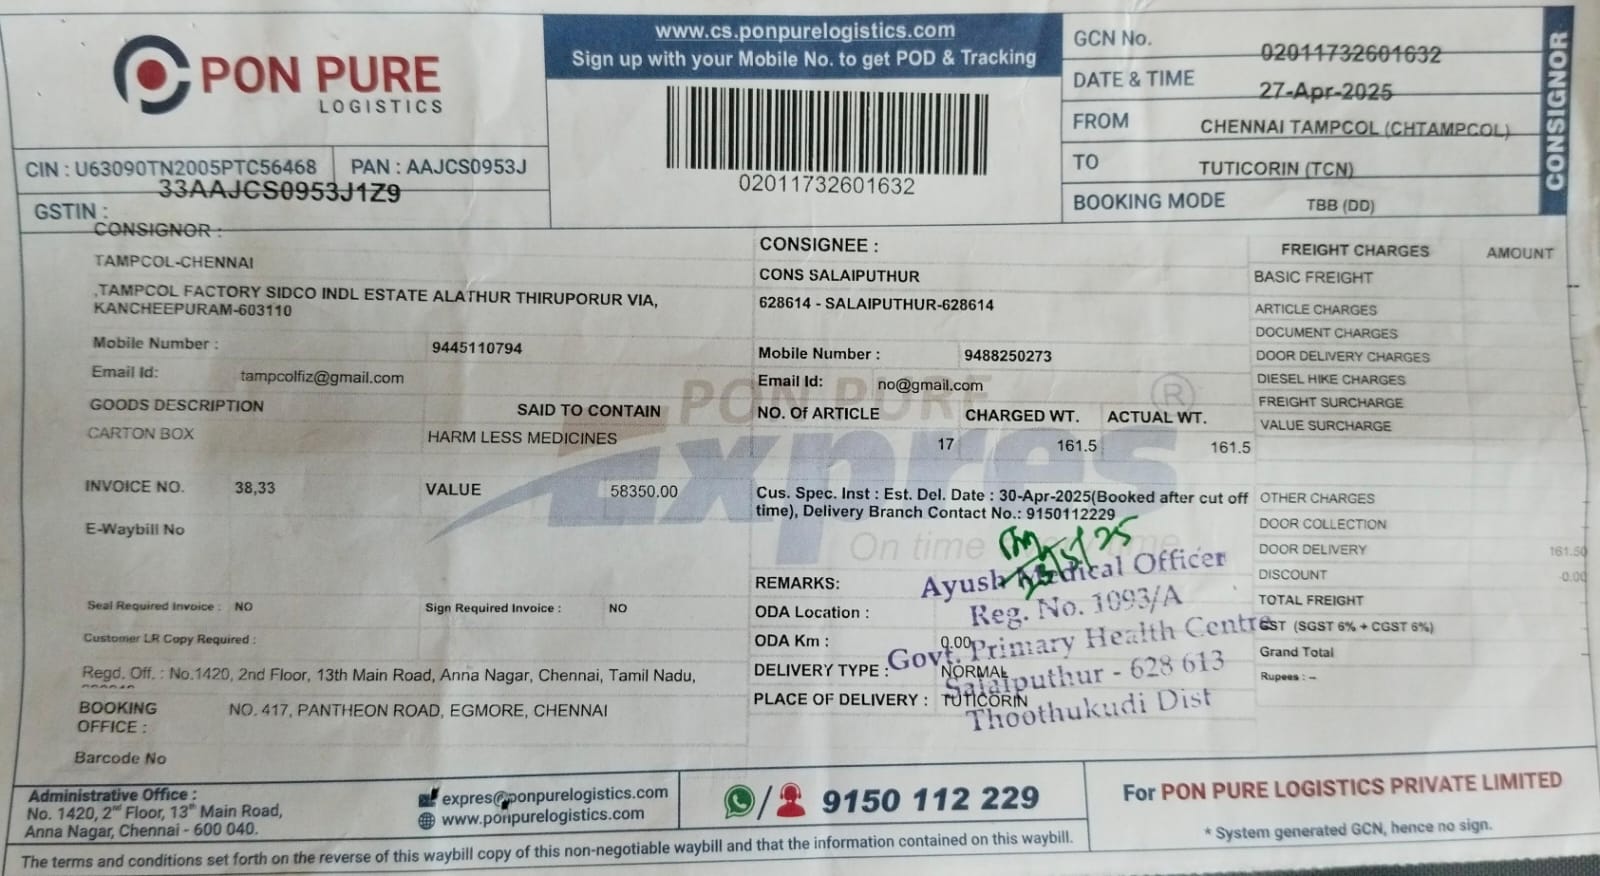 PON PURE
LOGISTICS
CIN : U63090TN2005PTC56468 PAN : AAJCS0953J
33AAJCS0953J1Z9
GSTIN :
www.cs.ponpurelogistics.com
Sign up with your Mobile No. to get POD & Tracking
02011732601632
GCN No. 02011732601632
DATE & TIME 27-Apr-2025
FROM CHENNAI TAMPCOL (CHTAMPCOL)
TO TUTICORIN (TCN)
BOOKING MODE TBB (DD)
CONSIGNOR
CONSIGNOR :
TAMPCOL-CHENNAI
,TAMPCOL FACTORY SIDCO INDL ESTATE ALATHUR THIRUPORUR VIA,
KANCHEEPURAM-603110
Mobile Number : 9445110794
Email Id: tampcolfiz@gmail.com
GOODS DESCRIPTION SAID TO CONTAIN
CARTON BOX HARM LESS MEDICINES
INVOICE NO. 38,33 VALUE 58350.00
E-Waybill No
Seal Required Invoice : NO Sign Required Invoice : NO
Customer LR Copy Required :
Regd. Off. : No.1420, 2nd Floor, 13th Main Road, Anna Nagar, Chennai, Tamil Nadu,
BOOKING OFFICE : NO. 417, PANTHEON ROAD, EGMORE, CHENNAI
Barcode No
CONSIGNEE :
CONS SALAIPUTHUR
628614 - SALAIPUTHUR-628614
Mobile Number : 9488250273
Email Id: no@gmail.com
NO. Of ARTICLE CHARGED WT. ACTUAL WT.
17 161.5 161.5
Cus. Spec. Inst : Est. Del. Date : 30-Apr-2025(Booked after cut off
time), Delivery Branch Contact No.: 9150112229
REMARKS:
ODA Location :
ODA Km : 0.00
DELIVERY TYPE : NORMAL
PLACE OF DELIVERY : TUTICORIN
PON PURE
Expres
®
On time
Ayush Medical Officer
Reg. No. 1093/A
Govt. Primary Health Centre
Salaiputhur - 628 613
Thoothukudi Dist
FREIGHT CHARGES AMOUNT
BASIC FREIGHT
ARTICLE CHARGES
DOCUMENT CHARGES
DOOR DELIVERY CHARGES
DIESEL HIKE CHARGES
FREIGHT SURCHARGE
VALUE SURCHARGE
OTHER CHARGES
DOOR COLLECTION
DOOR DELIVERY 161.50
DISCOUNT -0.00
TOTAL FREIGHT
GST (SGST 6% + CGST 6%)
Grand Total
Rupees : --
Administrative Office :
No. 1420, 2nd Floor, 13th Main Road,
Anna Nagar, Chennai - 600 040.
expres@ponpurelogistics.com
www.ponpurelogistics.com
9150 112 229
For PON PURE LOGISTICS PRIVATE LIMITED
* System generated GCN, hence no sign.
The terms and conditions set forth on the reverse of this waybill copy of this non-negotiable waybill and that the information contained on this waybill.